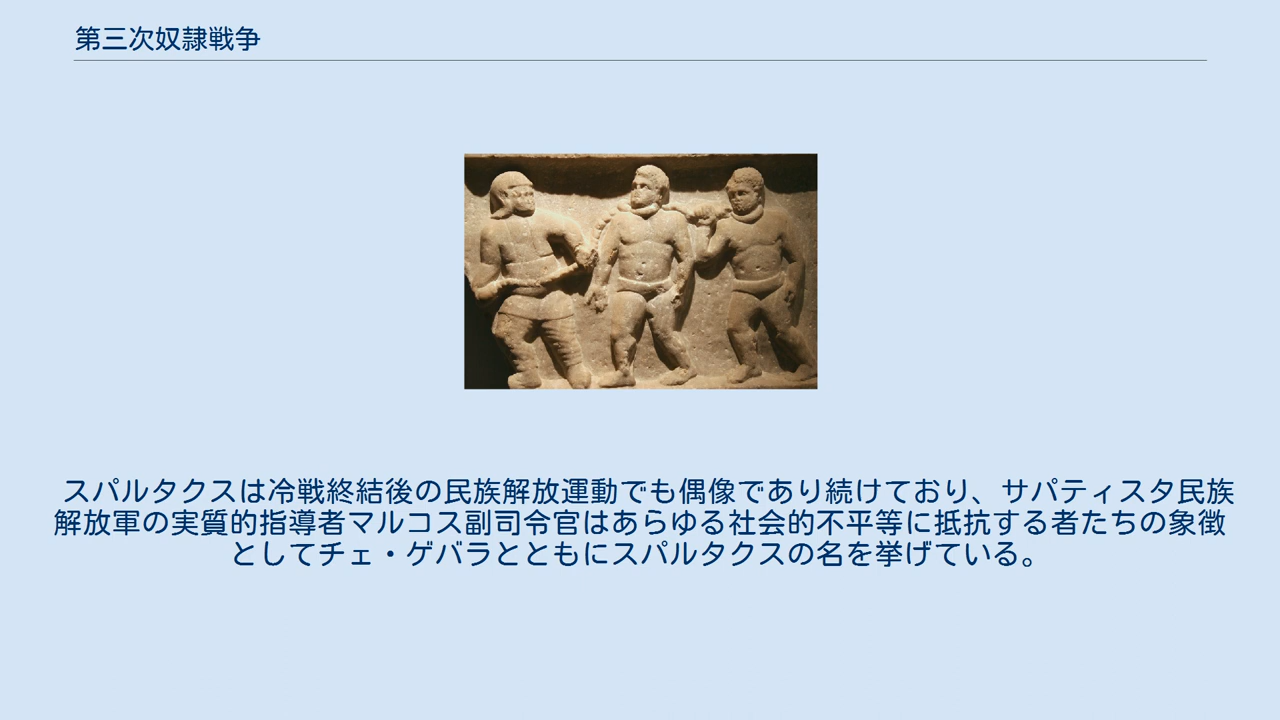 第三次奴隷戦争
スパルタクスは冷戦終結後の民族解放運動でも偶像であり続けており、サパティスタ民族
解放軍の実質的指導者マルコス副司令官はあらゆる社会的不平等に抵抗する者たちの象徴
としてチェ・ゲバラとともにスパルタクスの名を挙げている。